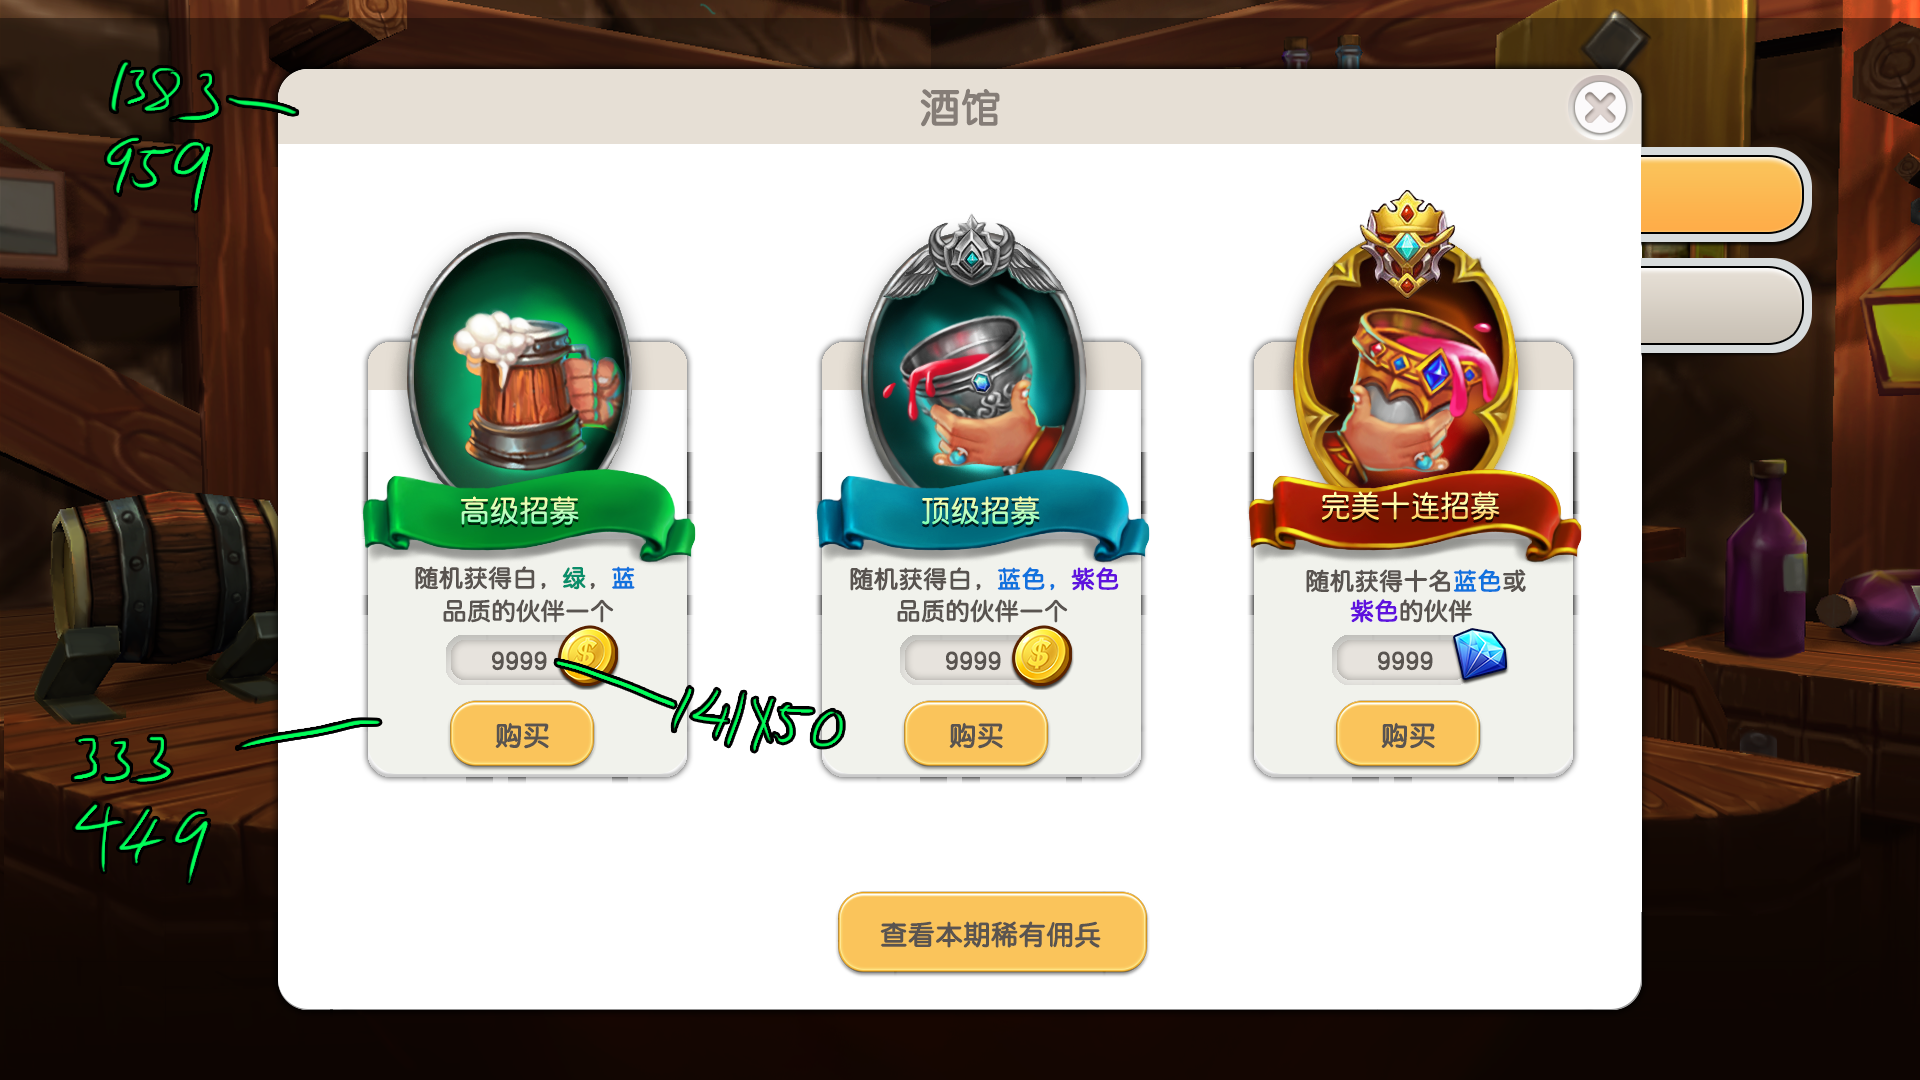 1383
959
酒馆
高级招募
随机获得白，绿，蓝
品质的伙伴一个
9999
购买
顶级招募
随机获得白，蓝色，紫色
品质的伙伴一个
9999
购买
完美十连招募
随机获得十名蓝色或
紫色的伙伴
9999
购买
141X50
333
449
查看本期稀有佣兵